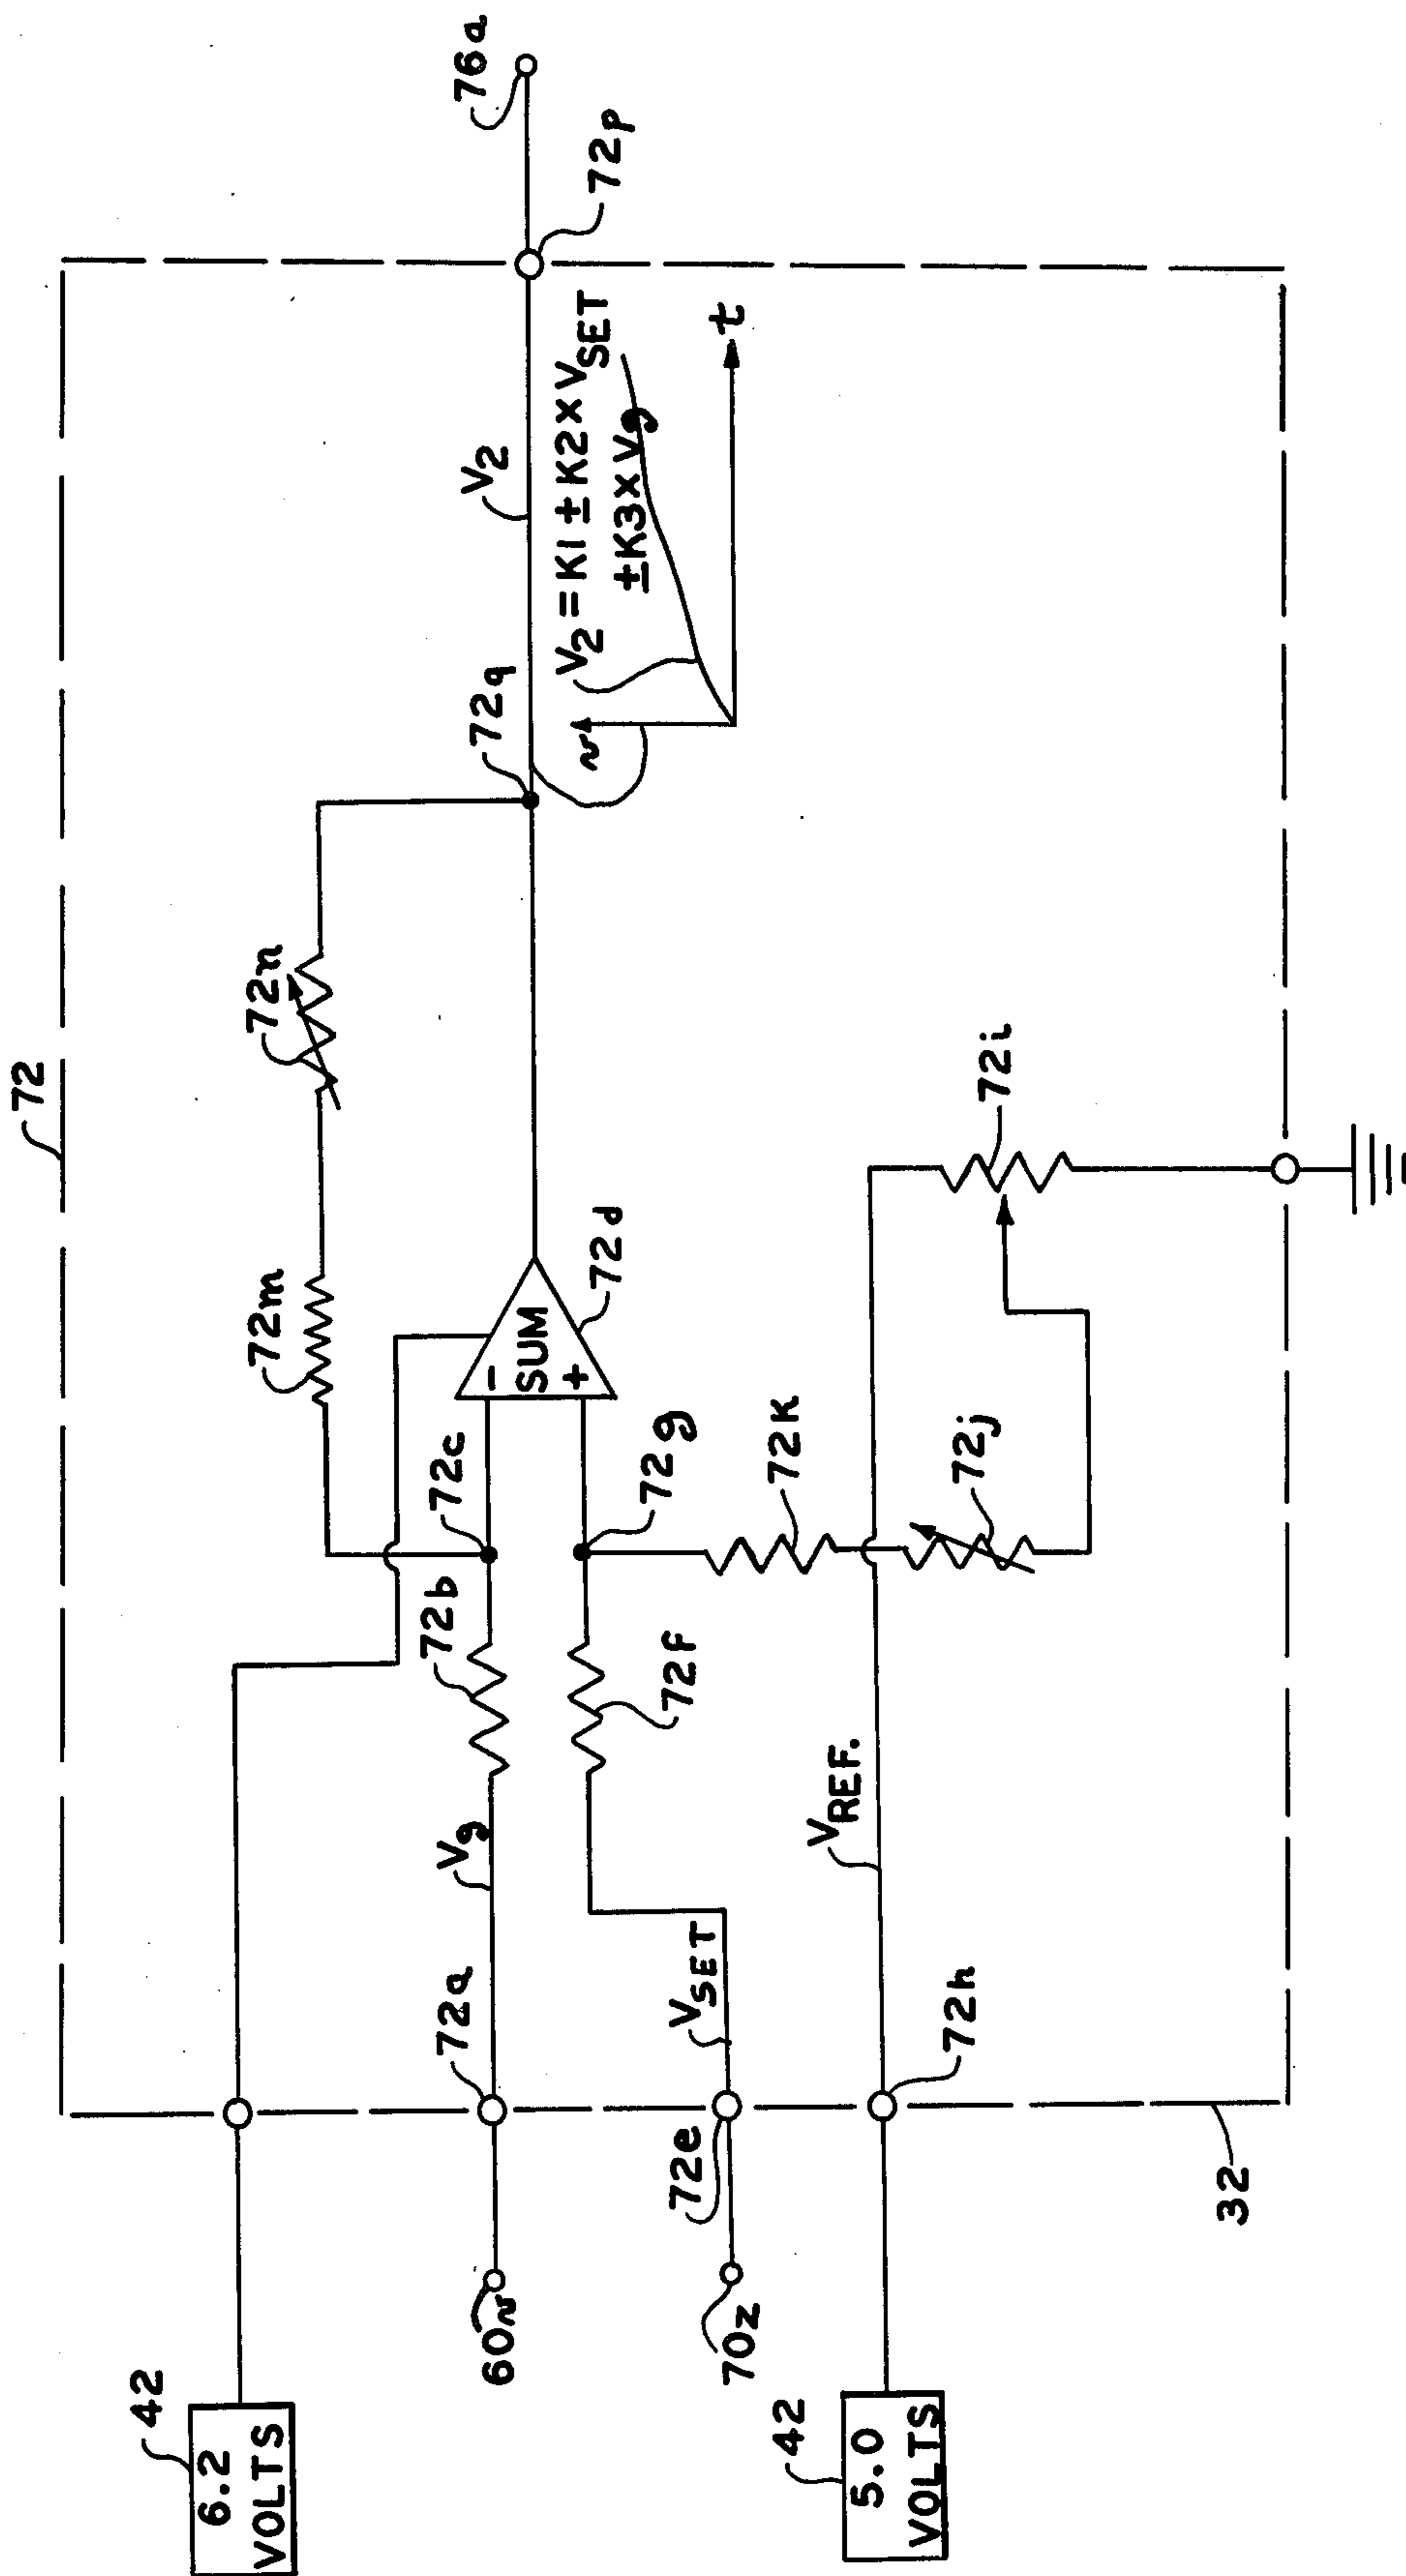 72
6.2
VOLTS
42
60v
72a
Vg
72b
72c
72m
72n
72q
V2
72p
76a
SUM
-
+
72d
V2 = K1 ± K2 x VSET
± K3 x Vg
v
t
70z
72e
VSET
72f
72g
72k
72j
72i
5.0
VOLTS
42
72h
VREF.
32